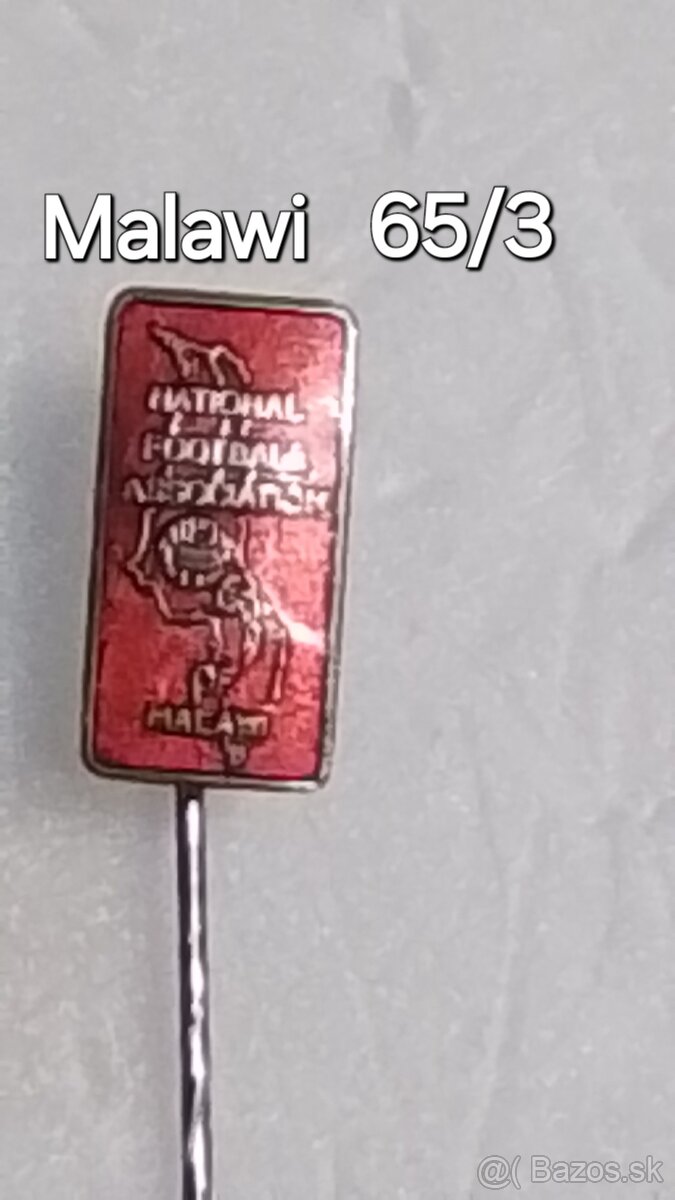 Malawi 65/3
NATIONAL
FOOTBALL
ASSOCIATION
MALAWI
@( Bazos.sk